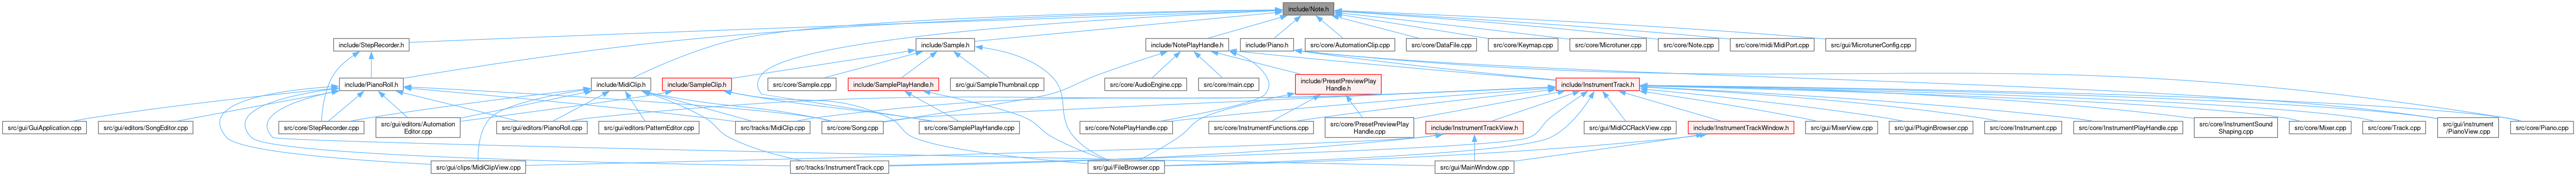 include/Note.h
include/StepRecorder.h
include/Sample.h
include/NotePlayHandle.h
include/Piano.h
src/core/AutomationClip.cpp
src/core/DataFile.cpp
src/core/Keymap.cpp
src/core/Microtuner.cpp
src/core/Note.cpp
src/core/midi/MidiPort.cpp
src/gui/MicrotunerConfig.cpp
include/PianoRoll.h
include/MidiClip.h
include/SampleClip.h
src/core/Sample.cpp
include/SamplePlayHandle.h
src/gui/SampleThumbnail.cpp
src/core/AudioEngine.cpp
src/core/main.cpp
include/PresetPreviewPlay
Handle.h
include/InstrumentTrack.h
src/gui/GuiApplication.cpp
src/gui/editors/SongEditor.cpp
src/core/StepRecorder.cpp
src/gui/editors/Automation
Editor.cpp
src/gui/editors/PianoRoll.cpp
src/gui/editors/PatternEditor.cpp
src/tracks/MidiClip.cpp
src/core/Song.cpp
src/core/SamplePlayHandle.cpp
src/core/NotePlayHandle.cpp
src/core/InstrumentFunctions.cpp
src/core/PresetPreviewPlay
Handle.cpp
include/InstrumentTrackView.h
src/gui/MidiCCRackView.cpp
include/InstrumentTrackWindow.h
src/gui/MixerView.cpp
src/gui/PluginBrowser.cpp
src/core/Instrument.cpp
src/core/InstrumentPlayHandle.cpp
src/core/InstrumentSound
Shaping.cpp
src/core/Mixer.cpp
src/core/Track.cpp
src/gui/instrument
/PianoView.cpp
src/core/Piano.cpp
src/gui/clips/MidiClipView.cpp
src/tracks/InstrumentTrack.cpp
src/gui/FileBrowser.cpp
src/gui/MainWindow.cpp